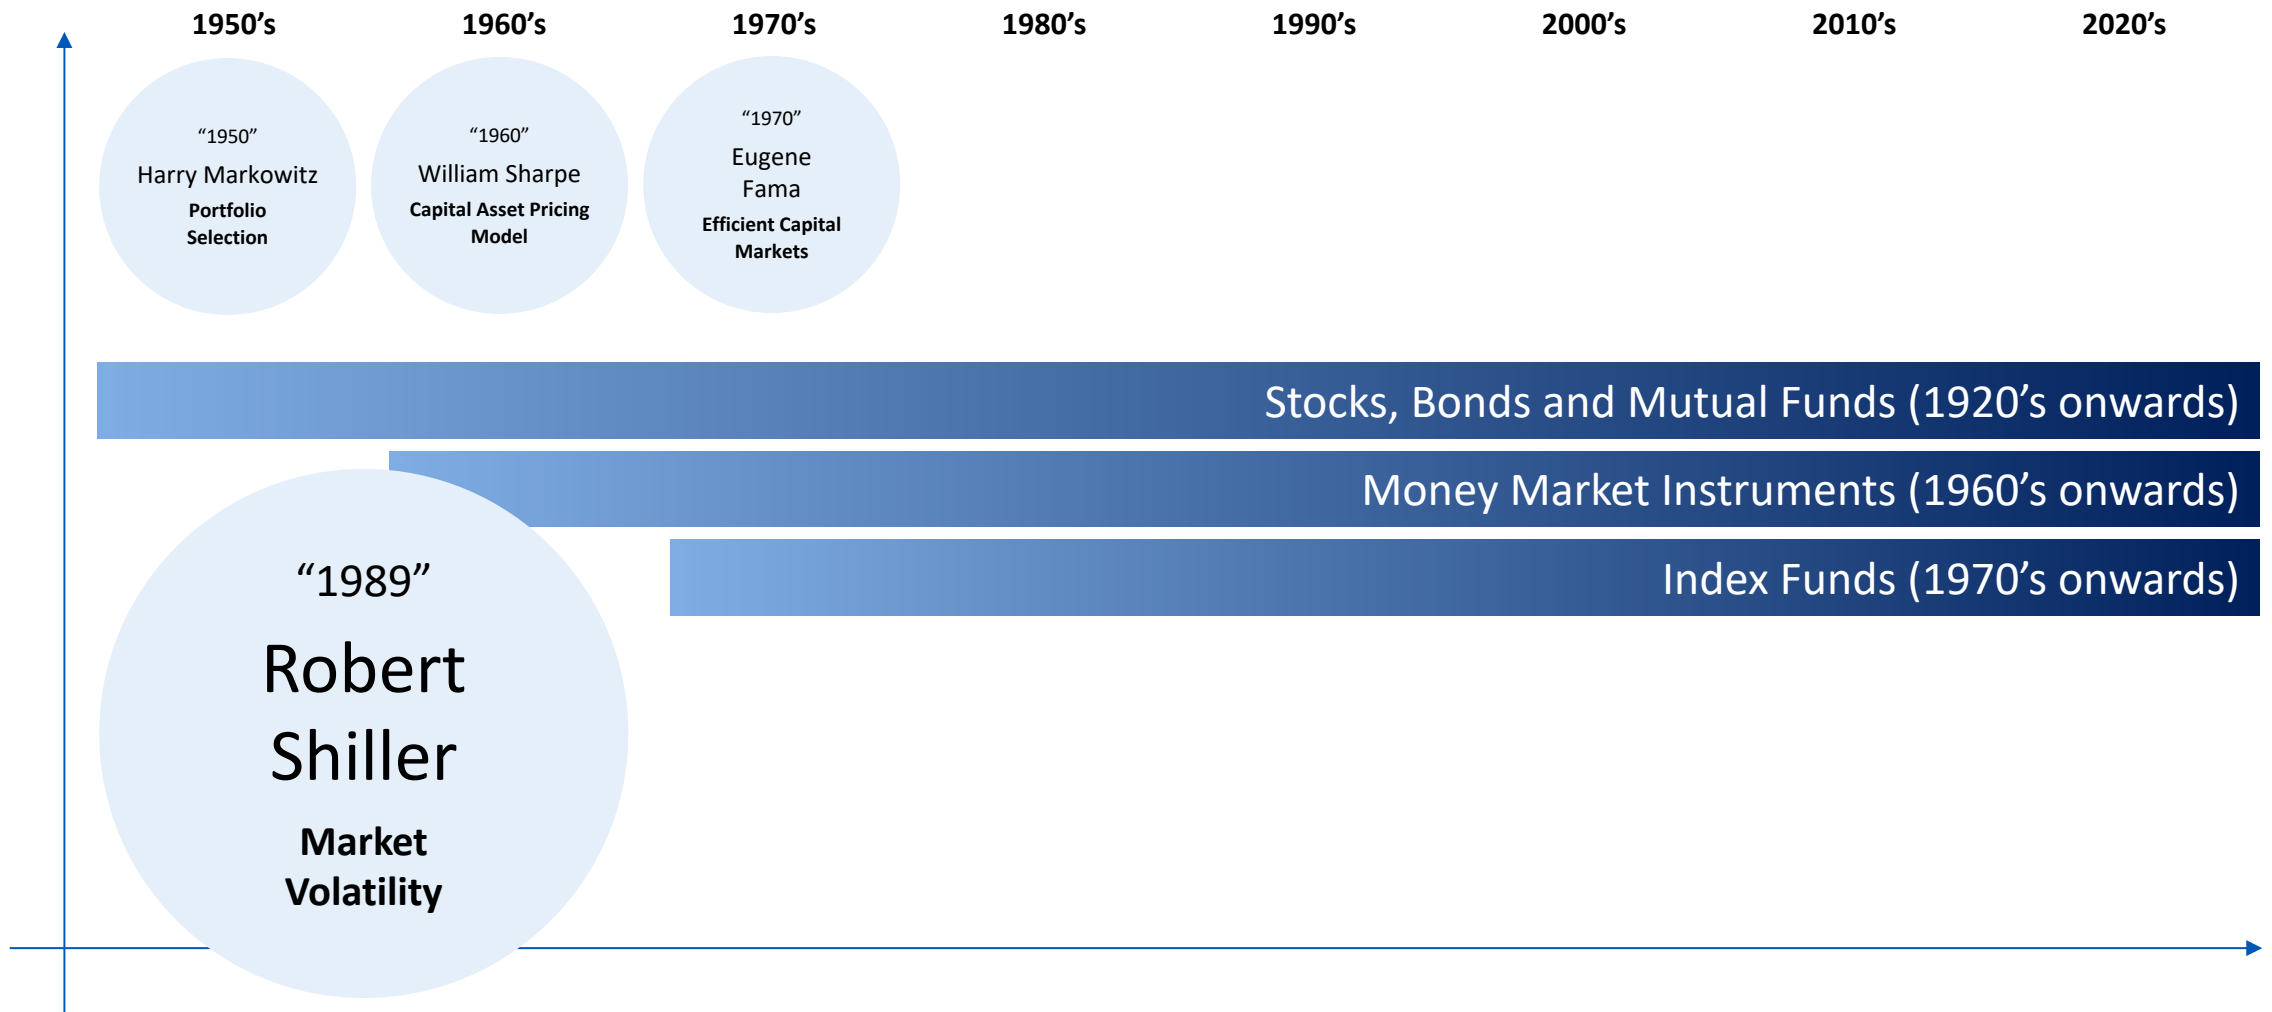 1950’s 1960’s 1970’s 1980’s 1990’s 2000’s 2010’s 2020’s
“1950”
Harry Markowitz
Portfolio
Selection
“1960”
William Sharpe
Capital Asset Pricing
Model
“1970”
Eugene
Fama
Efficient Capital
Markets
Stocks, Bonds and Mutual Funds (1920’s onwards)
Money Market Instruments (1960’s onwards)
Index Funds (1970’s onwards)
“1989”
Robert
Shiller
Market
Volatility